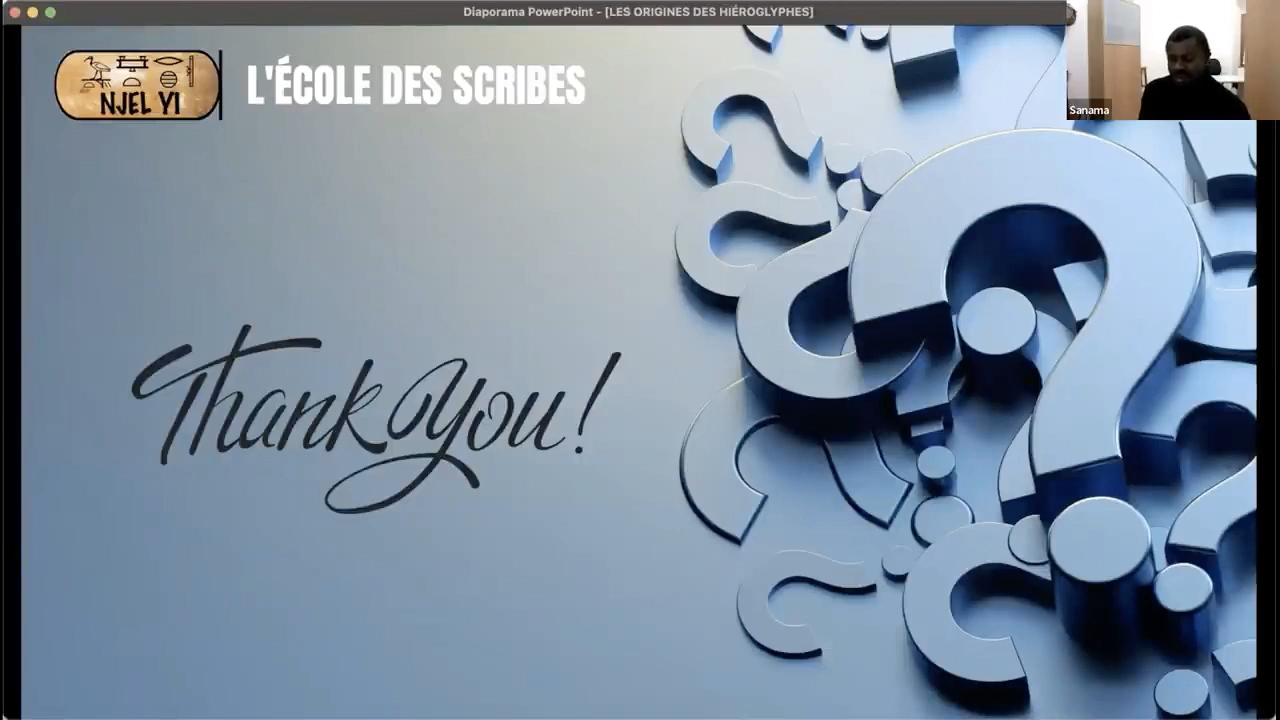 Diaporama PowerPoint - [LES ORIGINES DES HIÉROGLYPHES]
NJEL YI
L'ÉCOLE DES SCRIBES
Sanama
Thank you!